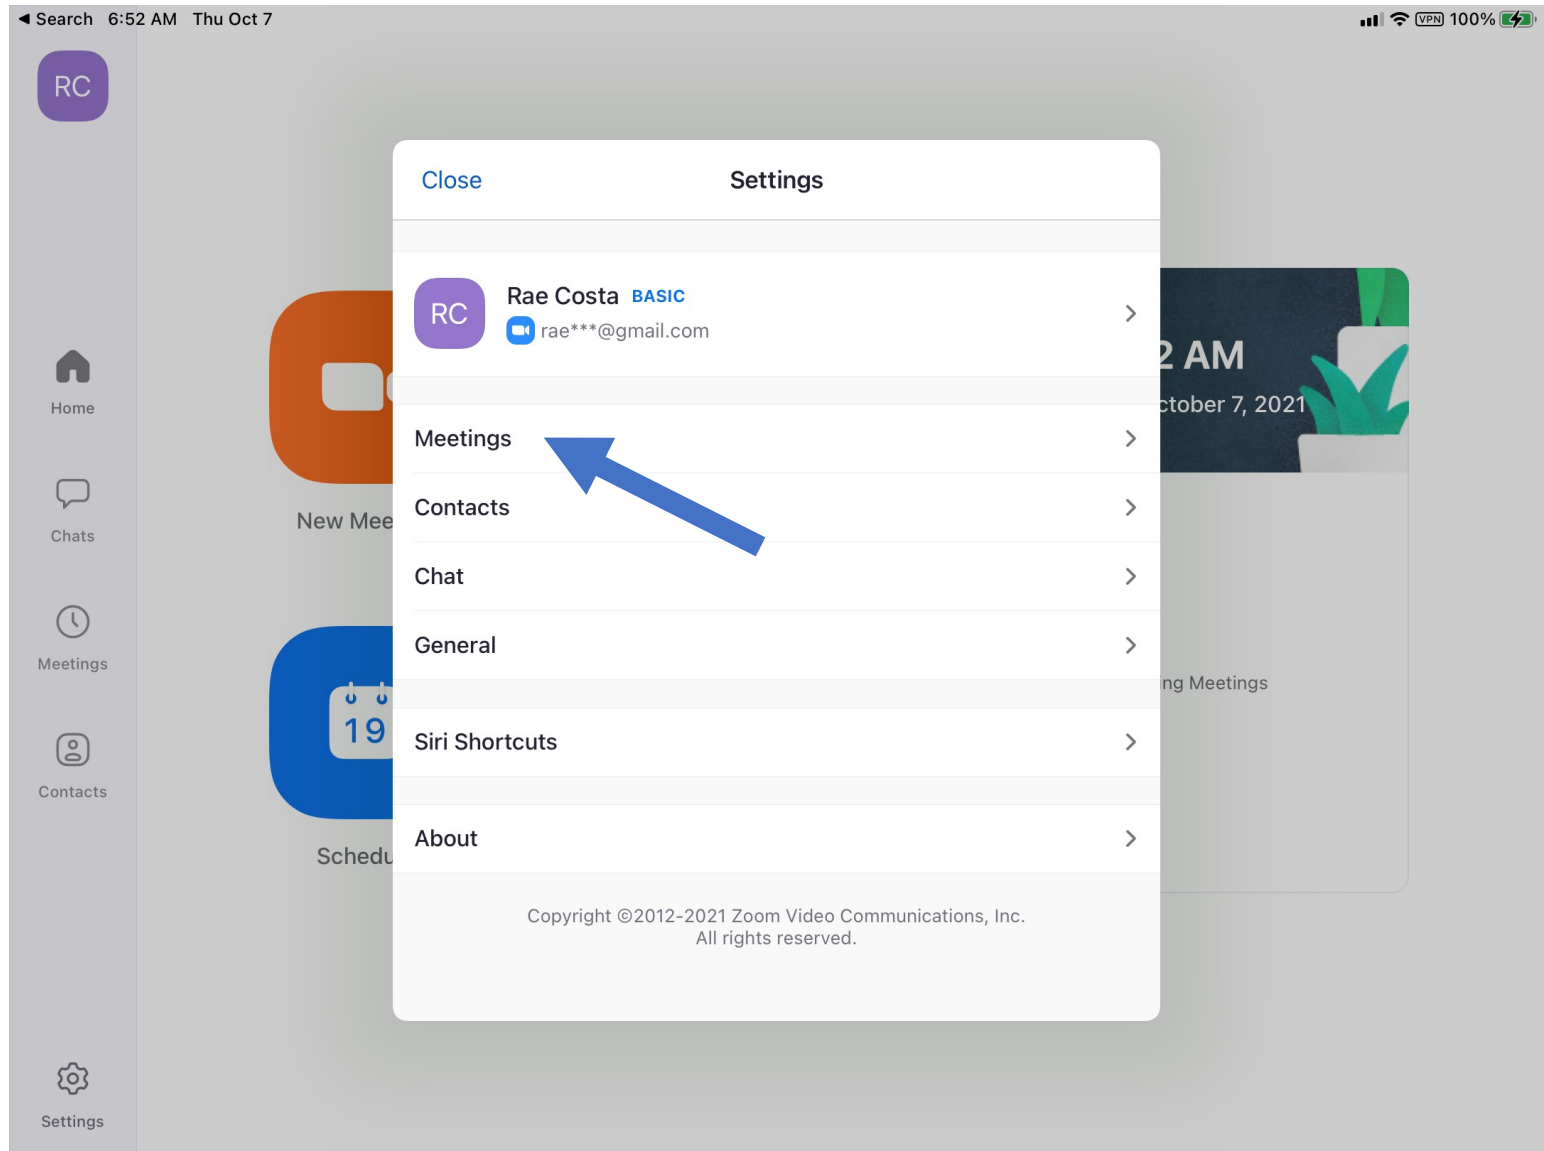 ◀ Search 6:52 AM Thu Oct 7
VPN 100%
RC
Home
Chats
Meetings
Contacts
Settings
New Mee
19
Schedu
Close
Settings
RC
Rae Costa BASIC
rae***@gmail.com
Meetings
Contacts
Chat
General
Siri Shortcuts
About
Copyright ©2012-2021 Zoom Video Communications, Inc.
All rights reserved.
2 AM
ctober 7, 2021
ing Meetings